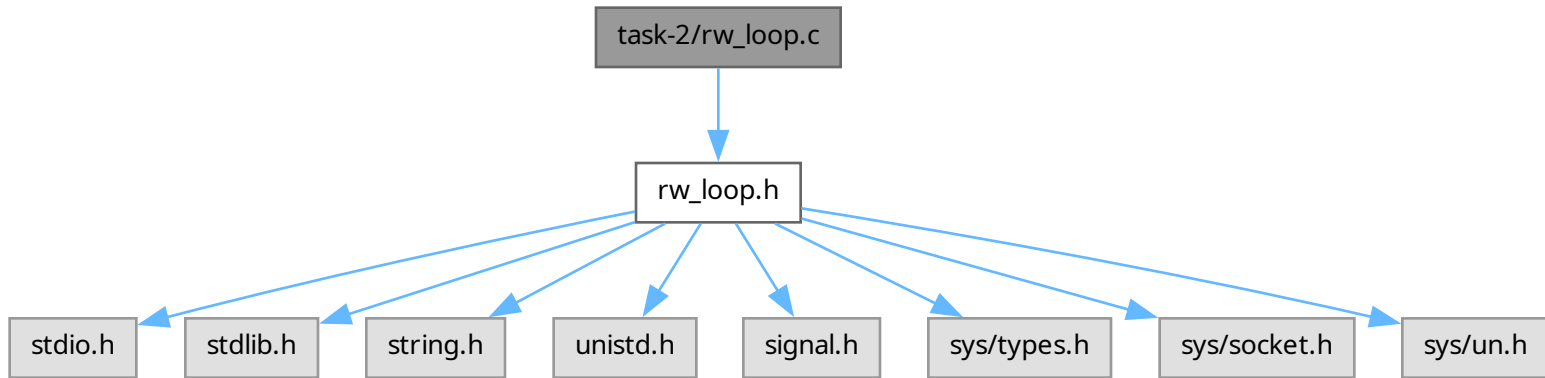 task-2/rw_loop.c
rw_loop.h
stdio.h
stdlib.h
string.h
unistd.h
signal.h
sys/types.h
sys/socket.h
sys/un.h